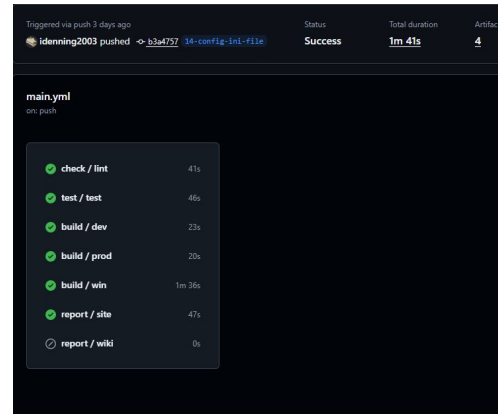 Triggered via push 3 days ago
idenning2003 pushed b3a4757 14-config-ini-file
Status
Success
Total duration
1m 41s
Artifac
4
main.yml
on: push
check / lint 41s
test / test 46s
build / dev 23s
build / prod 20s
build / win 1m 36s
report / site 47s
report / wiki 0s